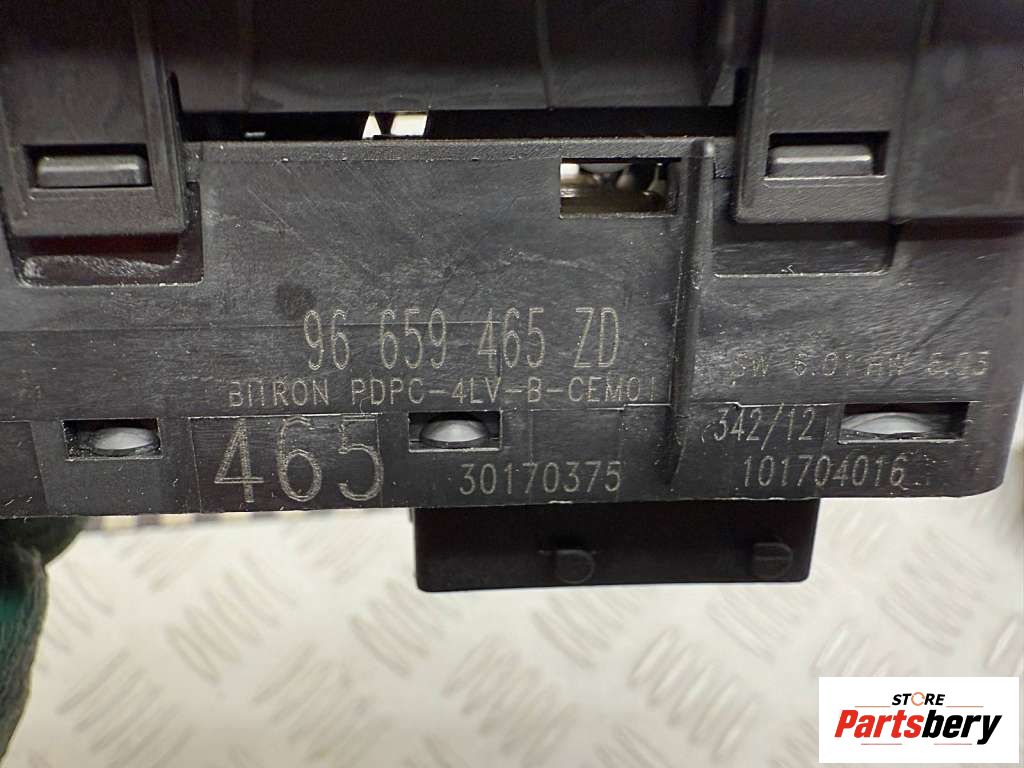 96 659 465 ZD
BITRON PDPC-4LV-B-CEM01
SW 6.01 HW 6.05
465
30170375
342/12
101704016
STORE
Partsbery